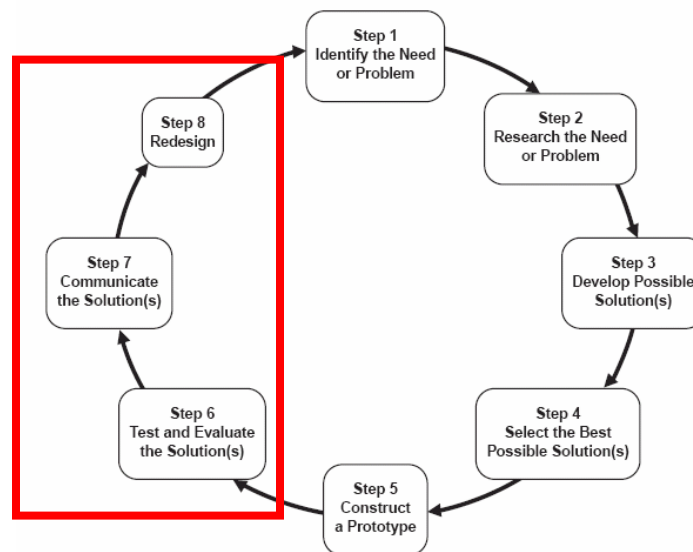 Step 1
Identify the Need
or Problem
Step 2
Research the Need
or Problem
Step 3
Develop Possible
Solution(s)
Step 4
Select the Best
Possible Solution(s)
Step 5
Construct
a Prototype
Step 6
Test and Evaluate
the Solution(s)
Step 7
Communicate
the Solution(s)
Step 8
Redesign